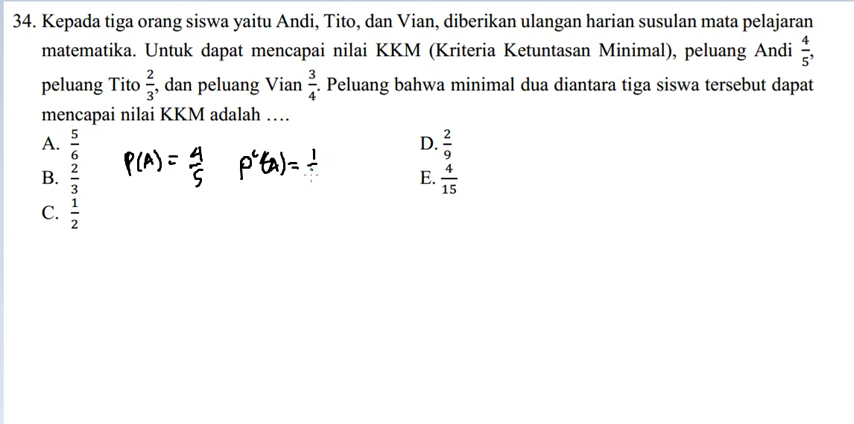 34. Kepada tiga orang siswa yaitu Andi, Tito, dan Vian, diberikan ulangan harian susulan mata pelajaran
matematika. Untuk dapat mencapai nilai KKM (Kriteria Ketuntasan Minimal), peluang Andi 4/5,
peluang Tito 2/3, dan peluang Vian 3/4. Peluang bahwa minimal dua diantara tiga siswa tersebut dapat
mencapai nilai KKM adalah ….
A. 5/6
B. 2/3
C. 1/2
P(A) = 4/5 P'(A) = 1/
D. 2/9
E. 4/15